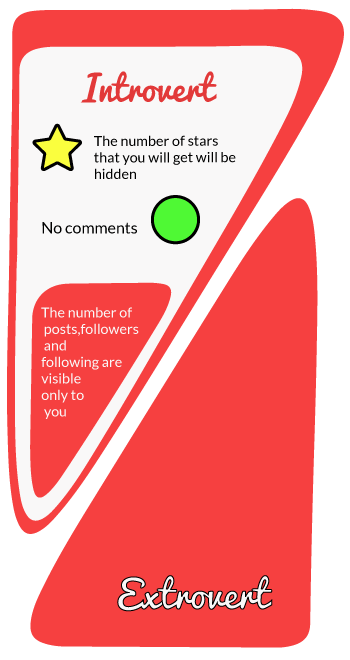 Introvert
The number of stars
that you will get will be
hidden
No comments
The number of
posts,followers
and
following are
visible
only to
you
Extrovert